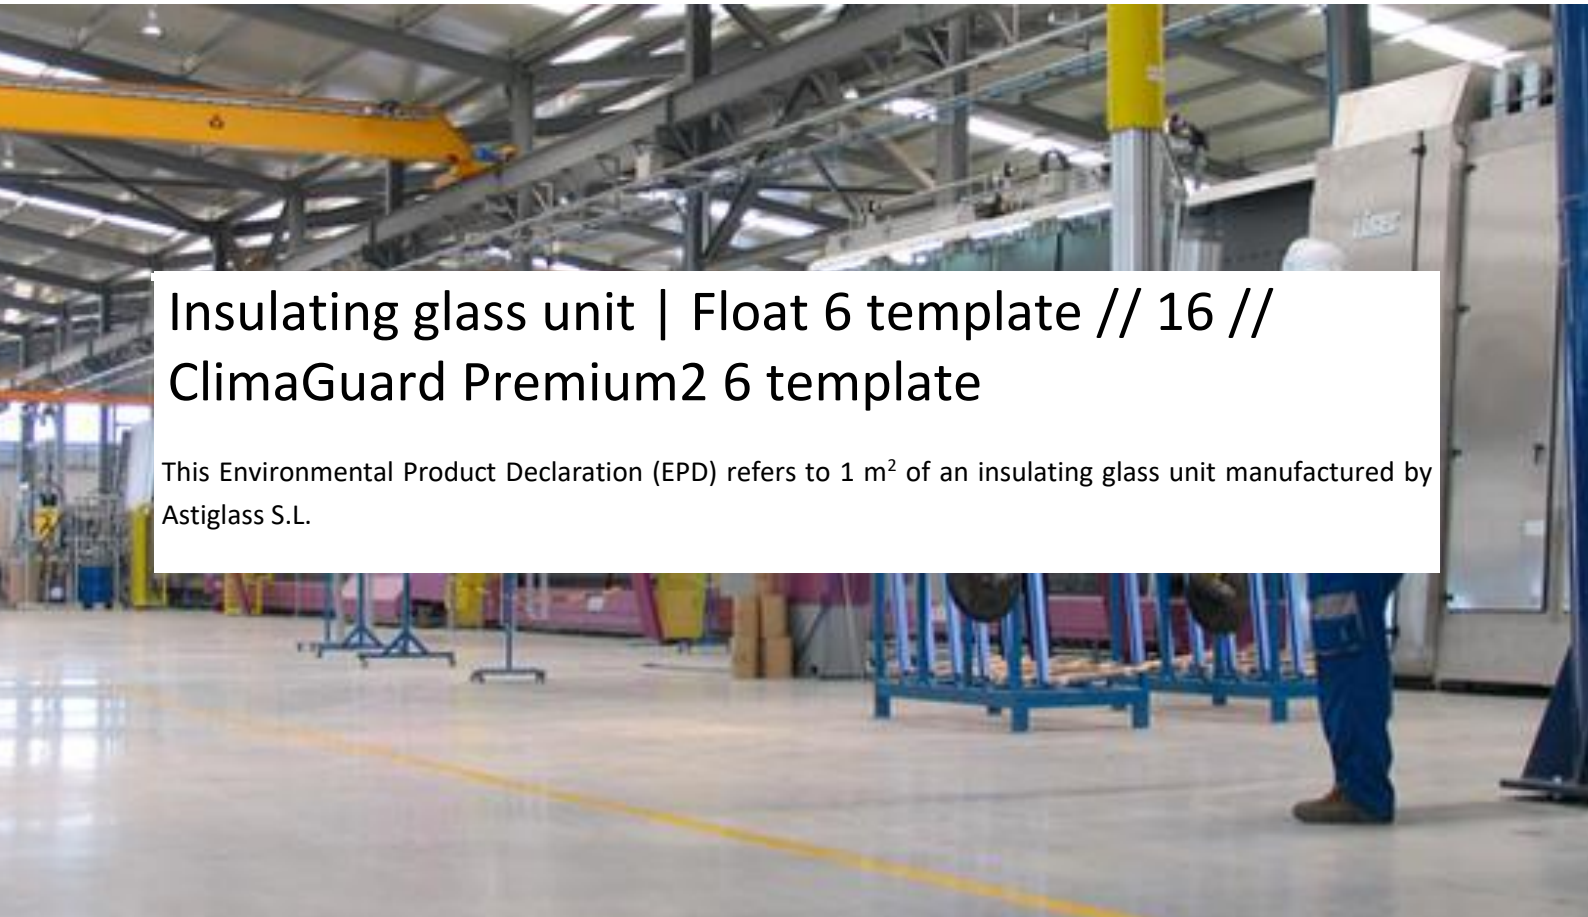 Insulating glass unit | Float 6 template // 16 //
ClimaGuard Premium2 6 template
This Environmental Product Declaration (EPD) refers to 1 m² of an insulating glass unit manufactured by
Astiglass S.L.